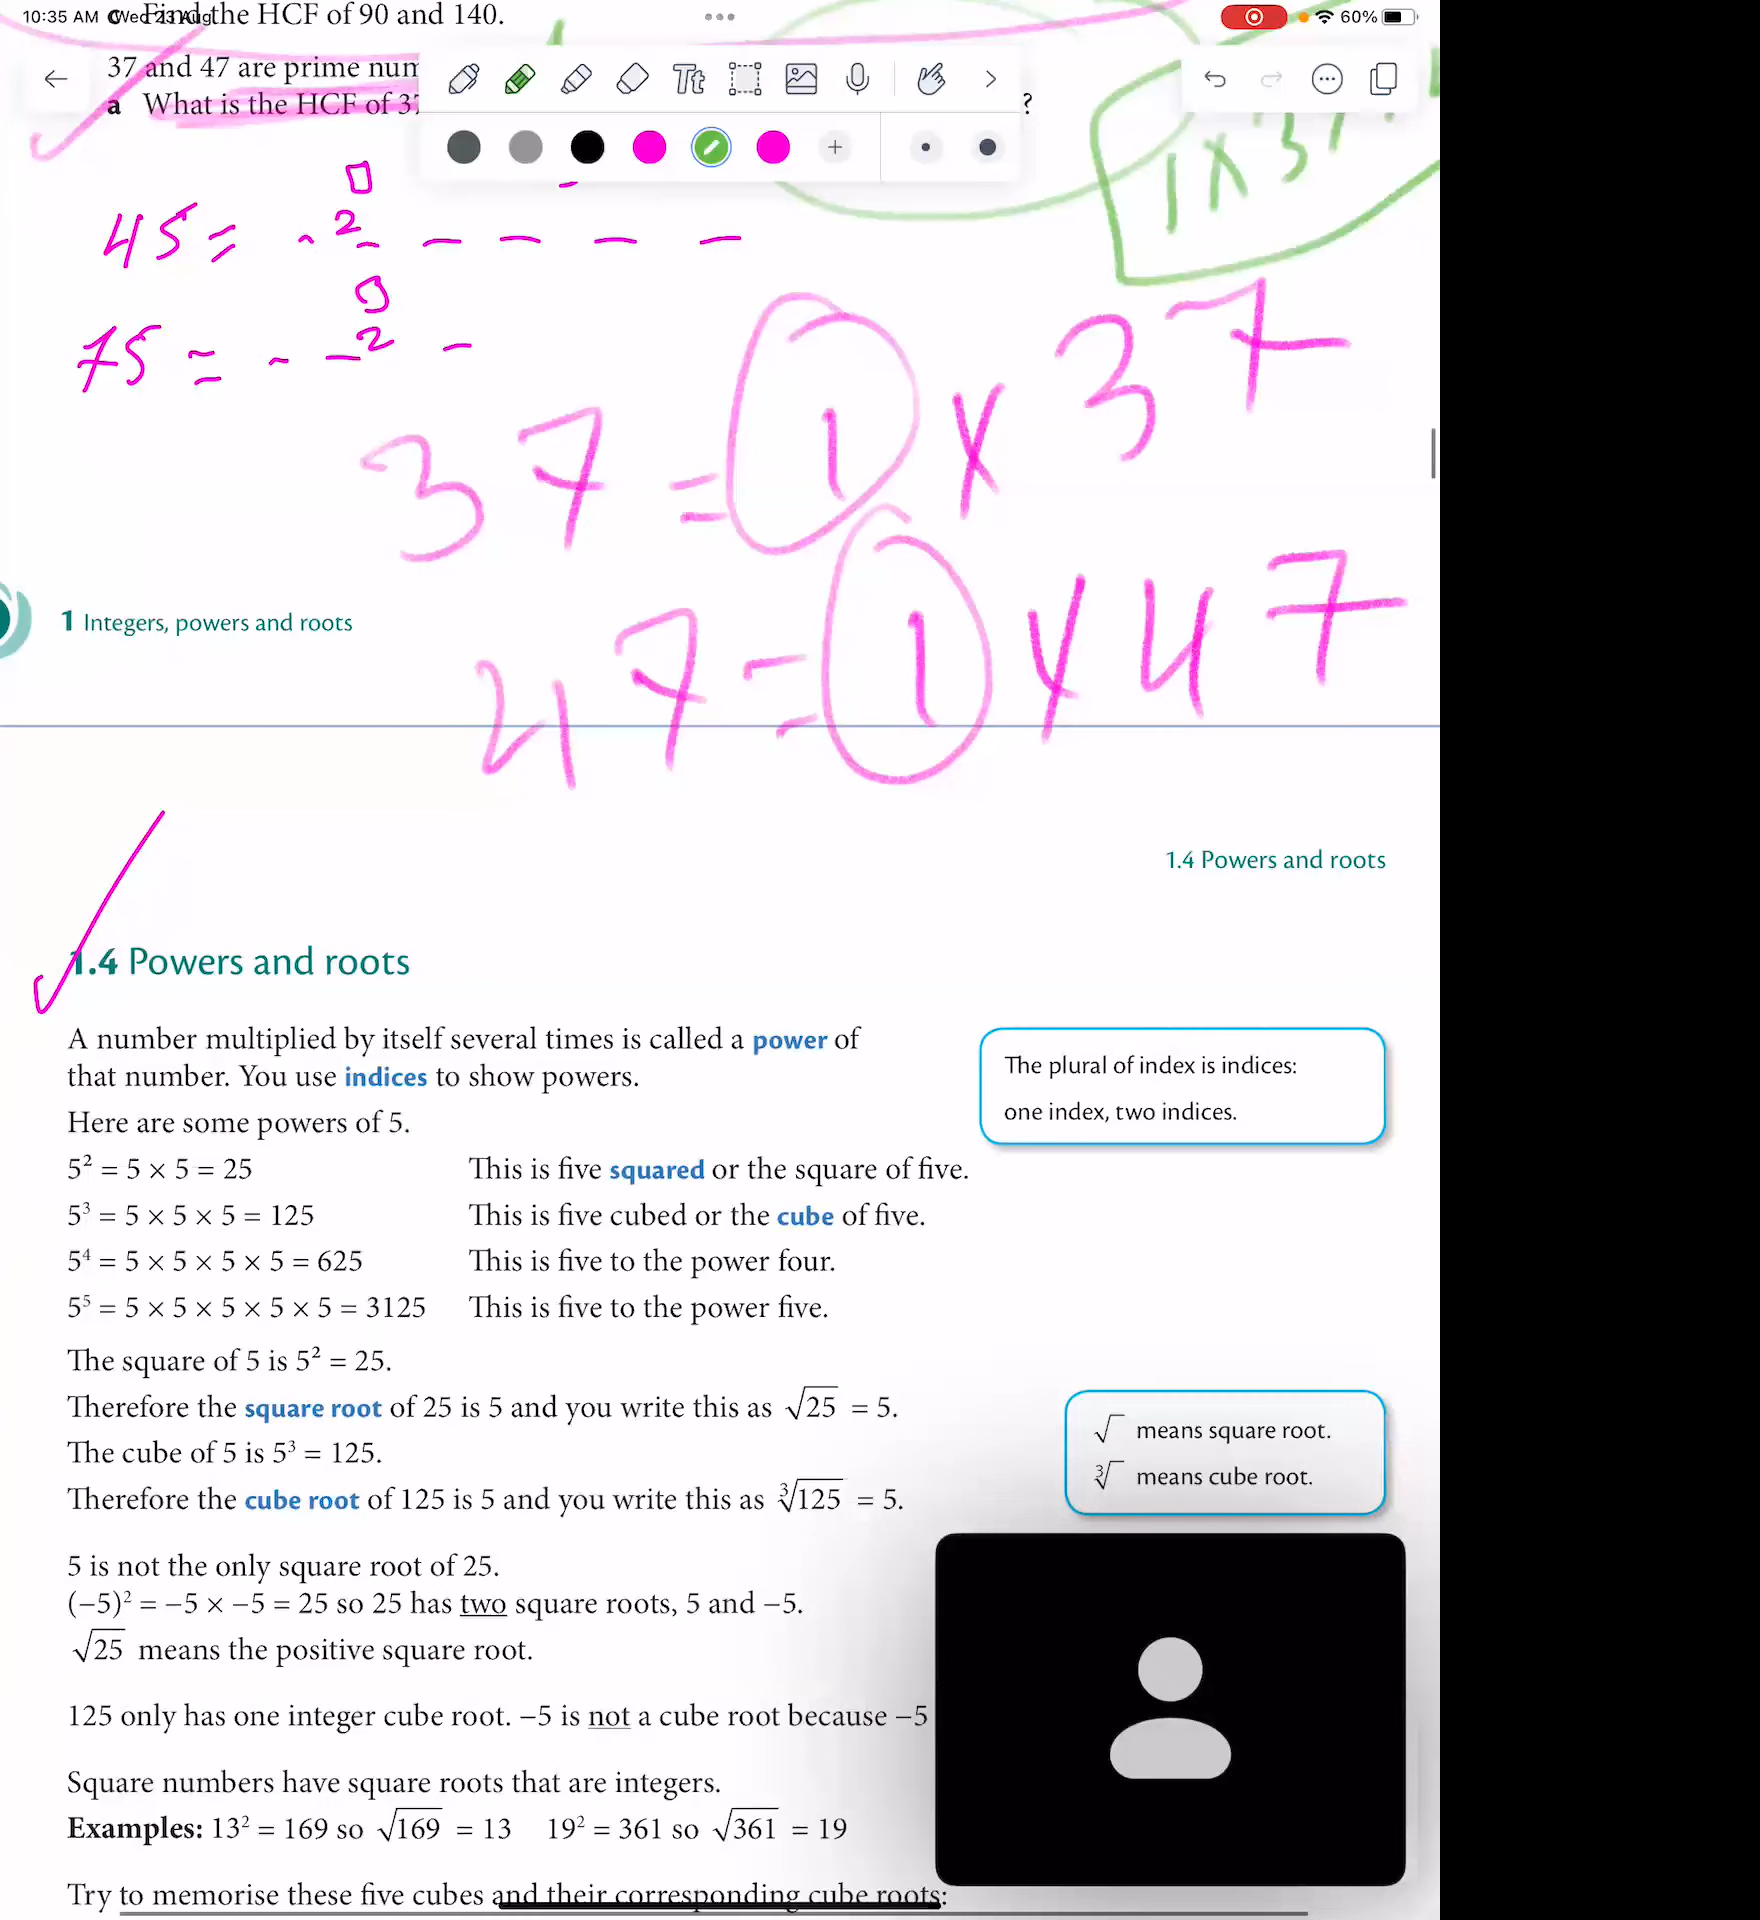 10:35 AM Wed 23 Aug
c Find the HCF of 90 and 140.
60%
37 and 47 are prime num
a What is the HCF of 37
?
Tt
1 x 37
45 =
2
75 =
2
37 = 1 x 37
47 = 1 x 47
1 Integers, powers and roots
1.4 Powers and roots
1.4 Powers and roots
A number multiplied by itself several times is called a power of
that number. You use indices to show powers.
The plural of index is indices:
one index, two indices.
Here are some powers of 5.
5² = 5 × 5 = 25 This is five squared or the square of five.
5³ = 5 × 5 × 5 = 125 This is five cubed or the cube of five.
5⁴ = 5 × 5 × 5 × 5 = 625 This is five to the power four.
5⁵ = 5 × 5 × 5 × 5 × 5 = 3125 This is five to the power five.
The square of 5 is 5² = 25.
Therefore the square root of 25 is 5 and you write this as √25 = 5.
The cube of 5 is 5³ = 125.
Therefore the cube root of 125 is 5 and you write this as ∛125 = 5.
√ means square root.
∛ means cube root.
5 is not the only square root of 25.
(−5)² = −5 × −5 = 25 so 25 has two square roots, 5 and −5.
√25 means the positive square root.
125 only has one integer cube root. −5 is not a cube root because −5
Square numbers have square roots that are integers.
Examples: 13² = 169 so √169 = 13 19² = 361 so √361 = 19
Try to memorise these five cubes and their corresponding cube roots: